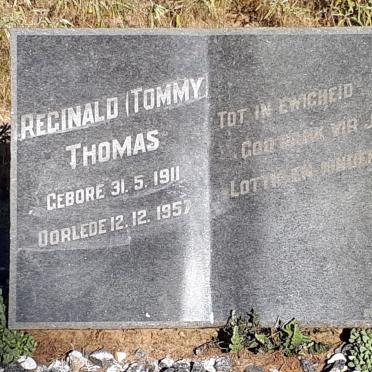 REGINALD (TOMMY)
THOMAS
GEBORE 31. 5. 1911
OORLEDE 12. 12. 1957
TOT IN EWIGHEID
GOD DANK VIR
LOTTIE EN KINDERS